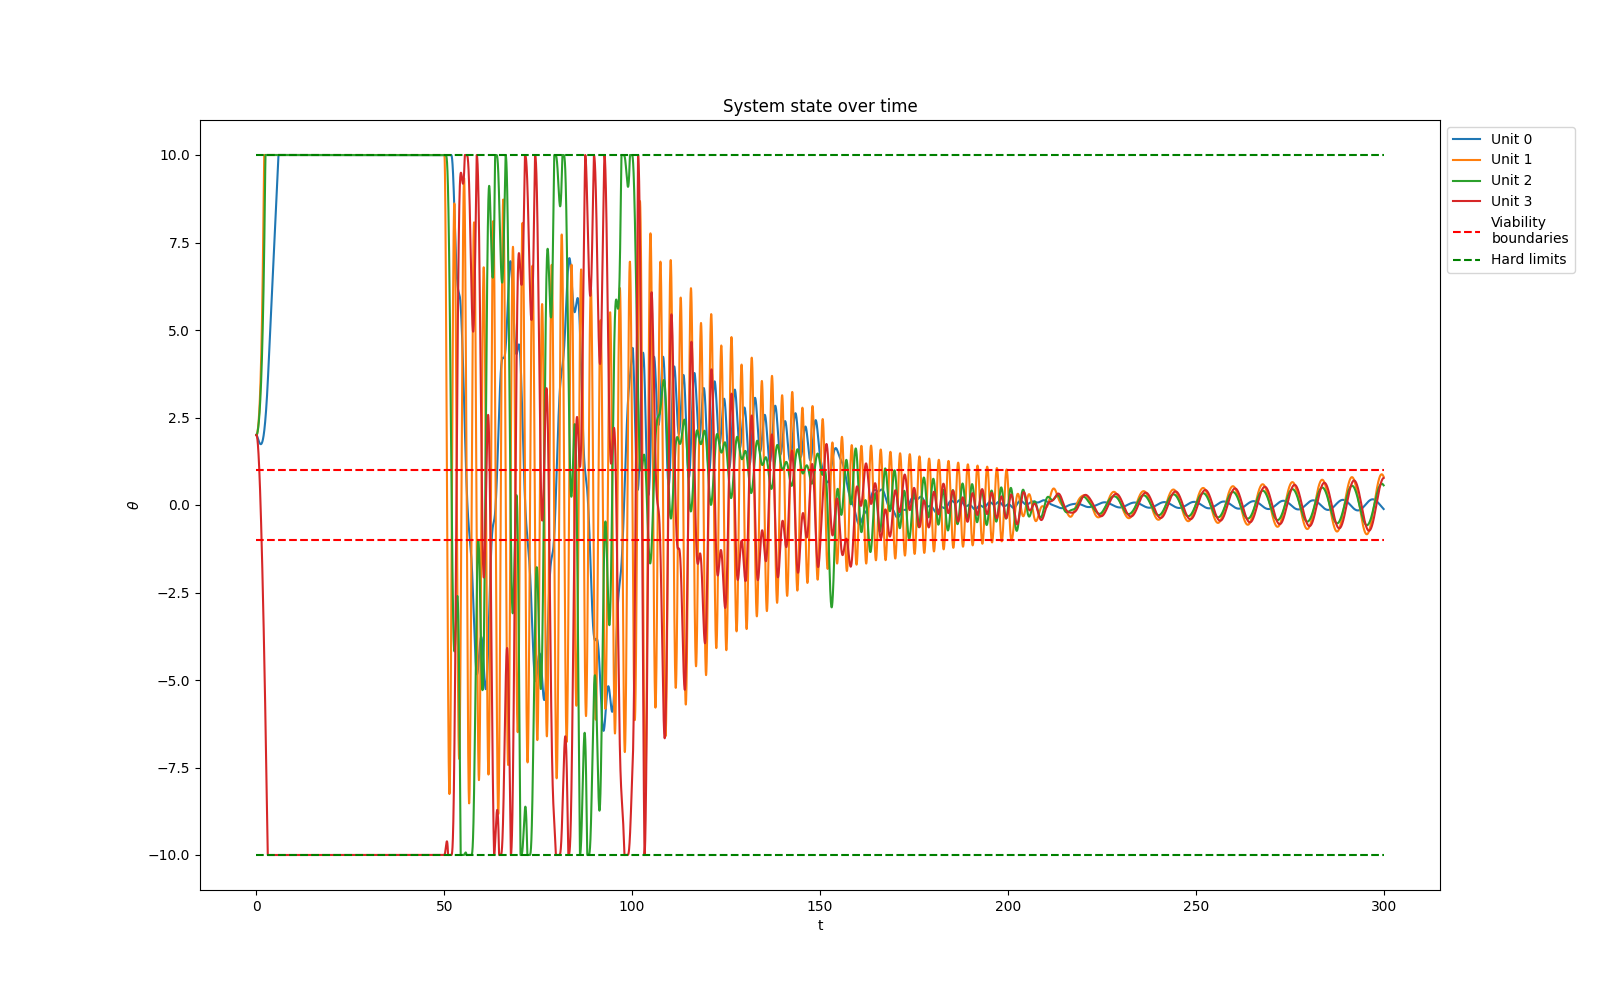 System state over time
10.0
7.5
5.0
2.5
0.0
−2.5
−5.0
−7.5
−10.0
θ
0
50
100
150
200
250
300
t
Unit 0
Unit 1
Unit 2
Unit 3
Viability
boundaries
Hard limits